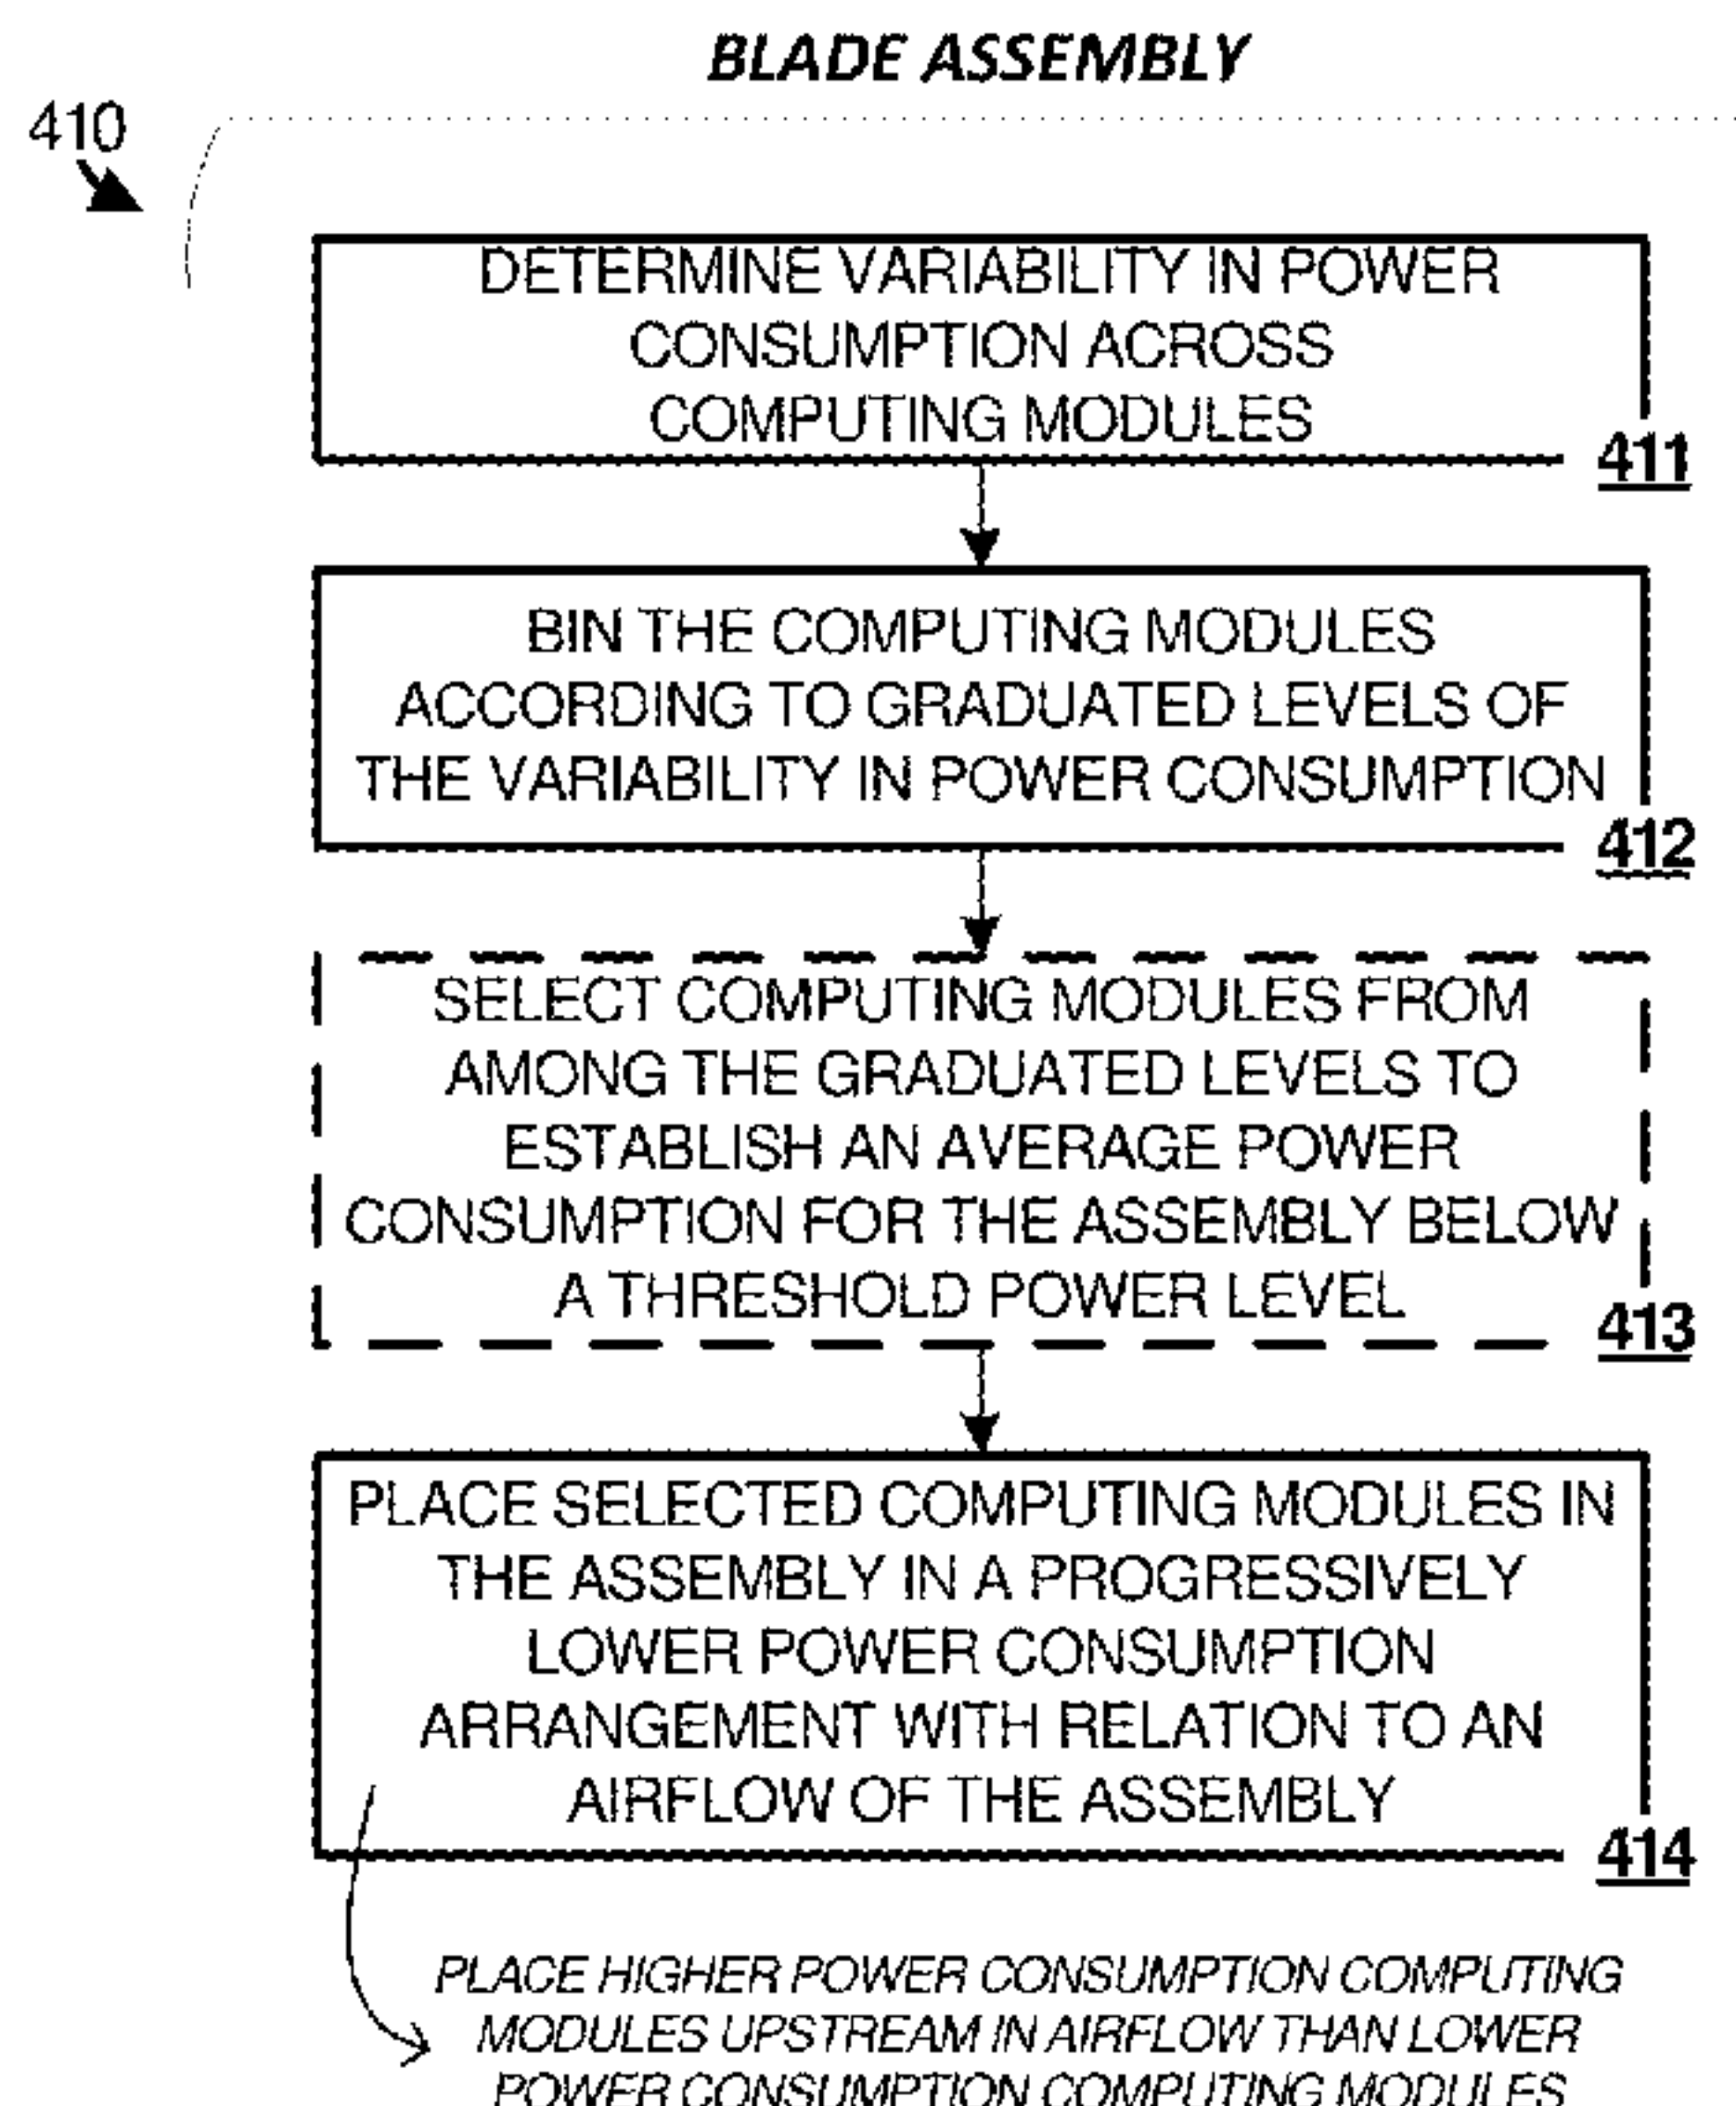 BLADE ASSEMBLY
410
DETERMINE VARIABILITY IN POWER
CONSUMPTION ACROSS
COMPUTING MODULES
411
BIN THE COMPUTING MODULES
ACCORDING TO GRADUATED LEVELS OF
THE VARIABILITY IN POWER CONSUMPTION
412
SELECT COMPUTING MODULES FROM
AMONG THE GRADUATED LEVELS TO
ESTABLISH AN AVERAGE POWER
CONSUMPTION FOR THE ASSEMBLY BELOW
A THRESHOLD POWER LEVEL
413
PLACE SELECTED COMPUTING MODULES IN
THE ASSEMBLY IN A PROGRESSIVELY
LOWER POWER CONSUMPTION
ARRANGEMENT WITH RELATION TO AN
AIRFLOW OF THE ASSEMBLY
414
PLACE HIGHER POWER CONSUMPTION COMPUTING
MODULES UPSTREAM IN AIRFLOW THAN LOWER
POWER CONSUMPTION COMPUTING MODULES